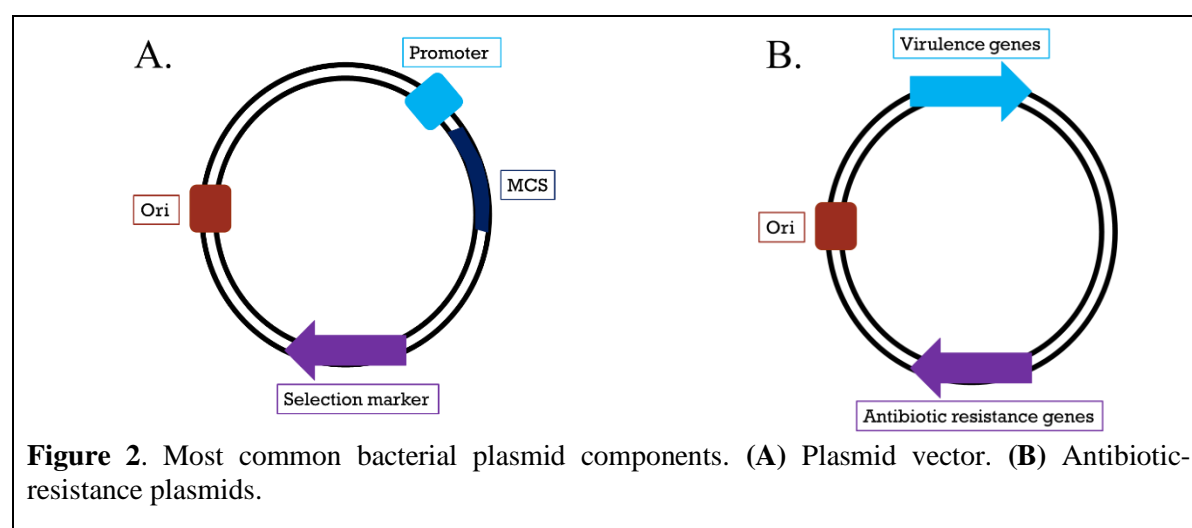 A.
Promoter
MCS
Ori
Selection marker
B.
Virulence genes
Ori
Antibiotic resistance genes
Figure 2. Most common bacterial plasmid components. (A) Plasmid vector. (B) Antibiotic-
resistance plasmids.